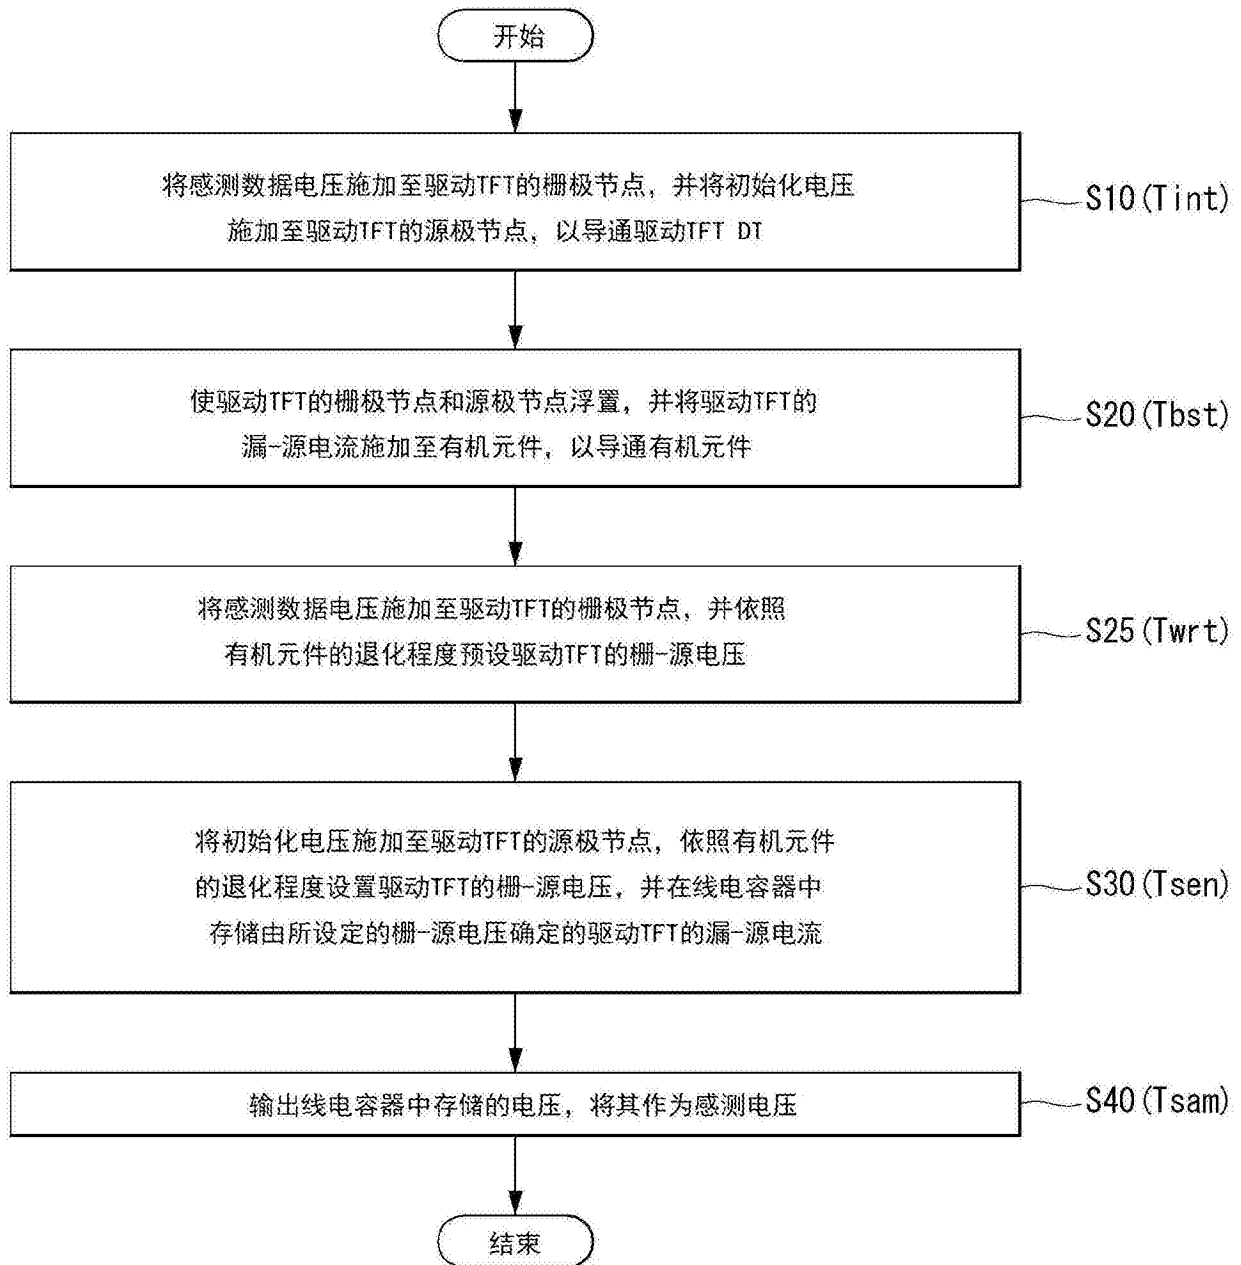 开始
将感测数据电压施加至驱动TFT的栅极节点，并将初始化电压
施加至驱动TFT的源极节点，以导通驱动TFT DT
S10(Tint)
使驱动TFT的栅极节点和源极节点浮置，并将驱动TFT的
漏-源电流施加至有机元件，以导通有机元件
S20(Tbst)
将感测数据电压施加至驱动TFT的栅极节点，并依照
有机元件的退化程度预设驱动TFT的栅-源电压
S25(Twrt)
将初始化电压施加至驱动TFT的源极节点，依照有机元件
的退化程度设置驱动TFT的栅-源电压，并在线电容器中
存储由所设定的栅-源电压确定的驱动TFT的漏-源电流
S30(Tsen)
输出线电容器中存储的电压，将其作为感测电压
S40(Tsam)
结束